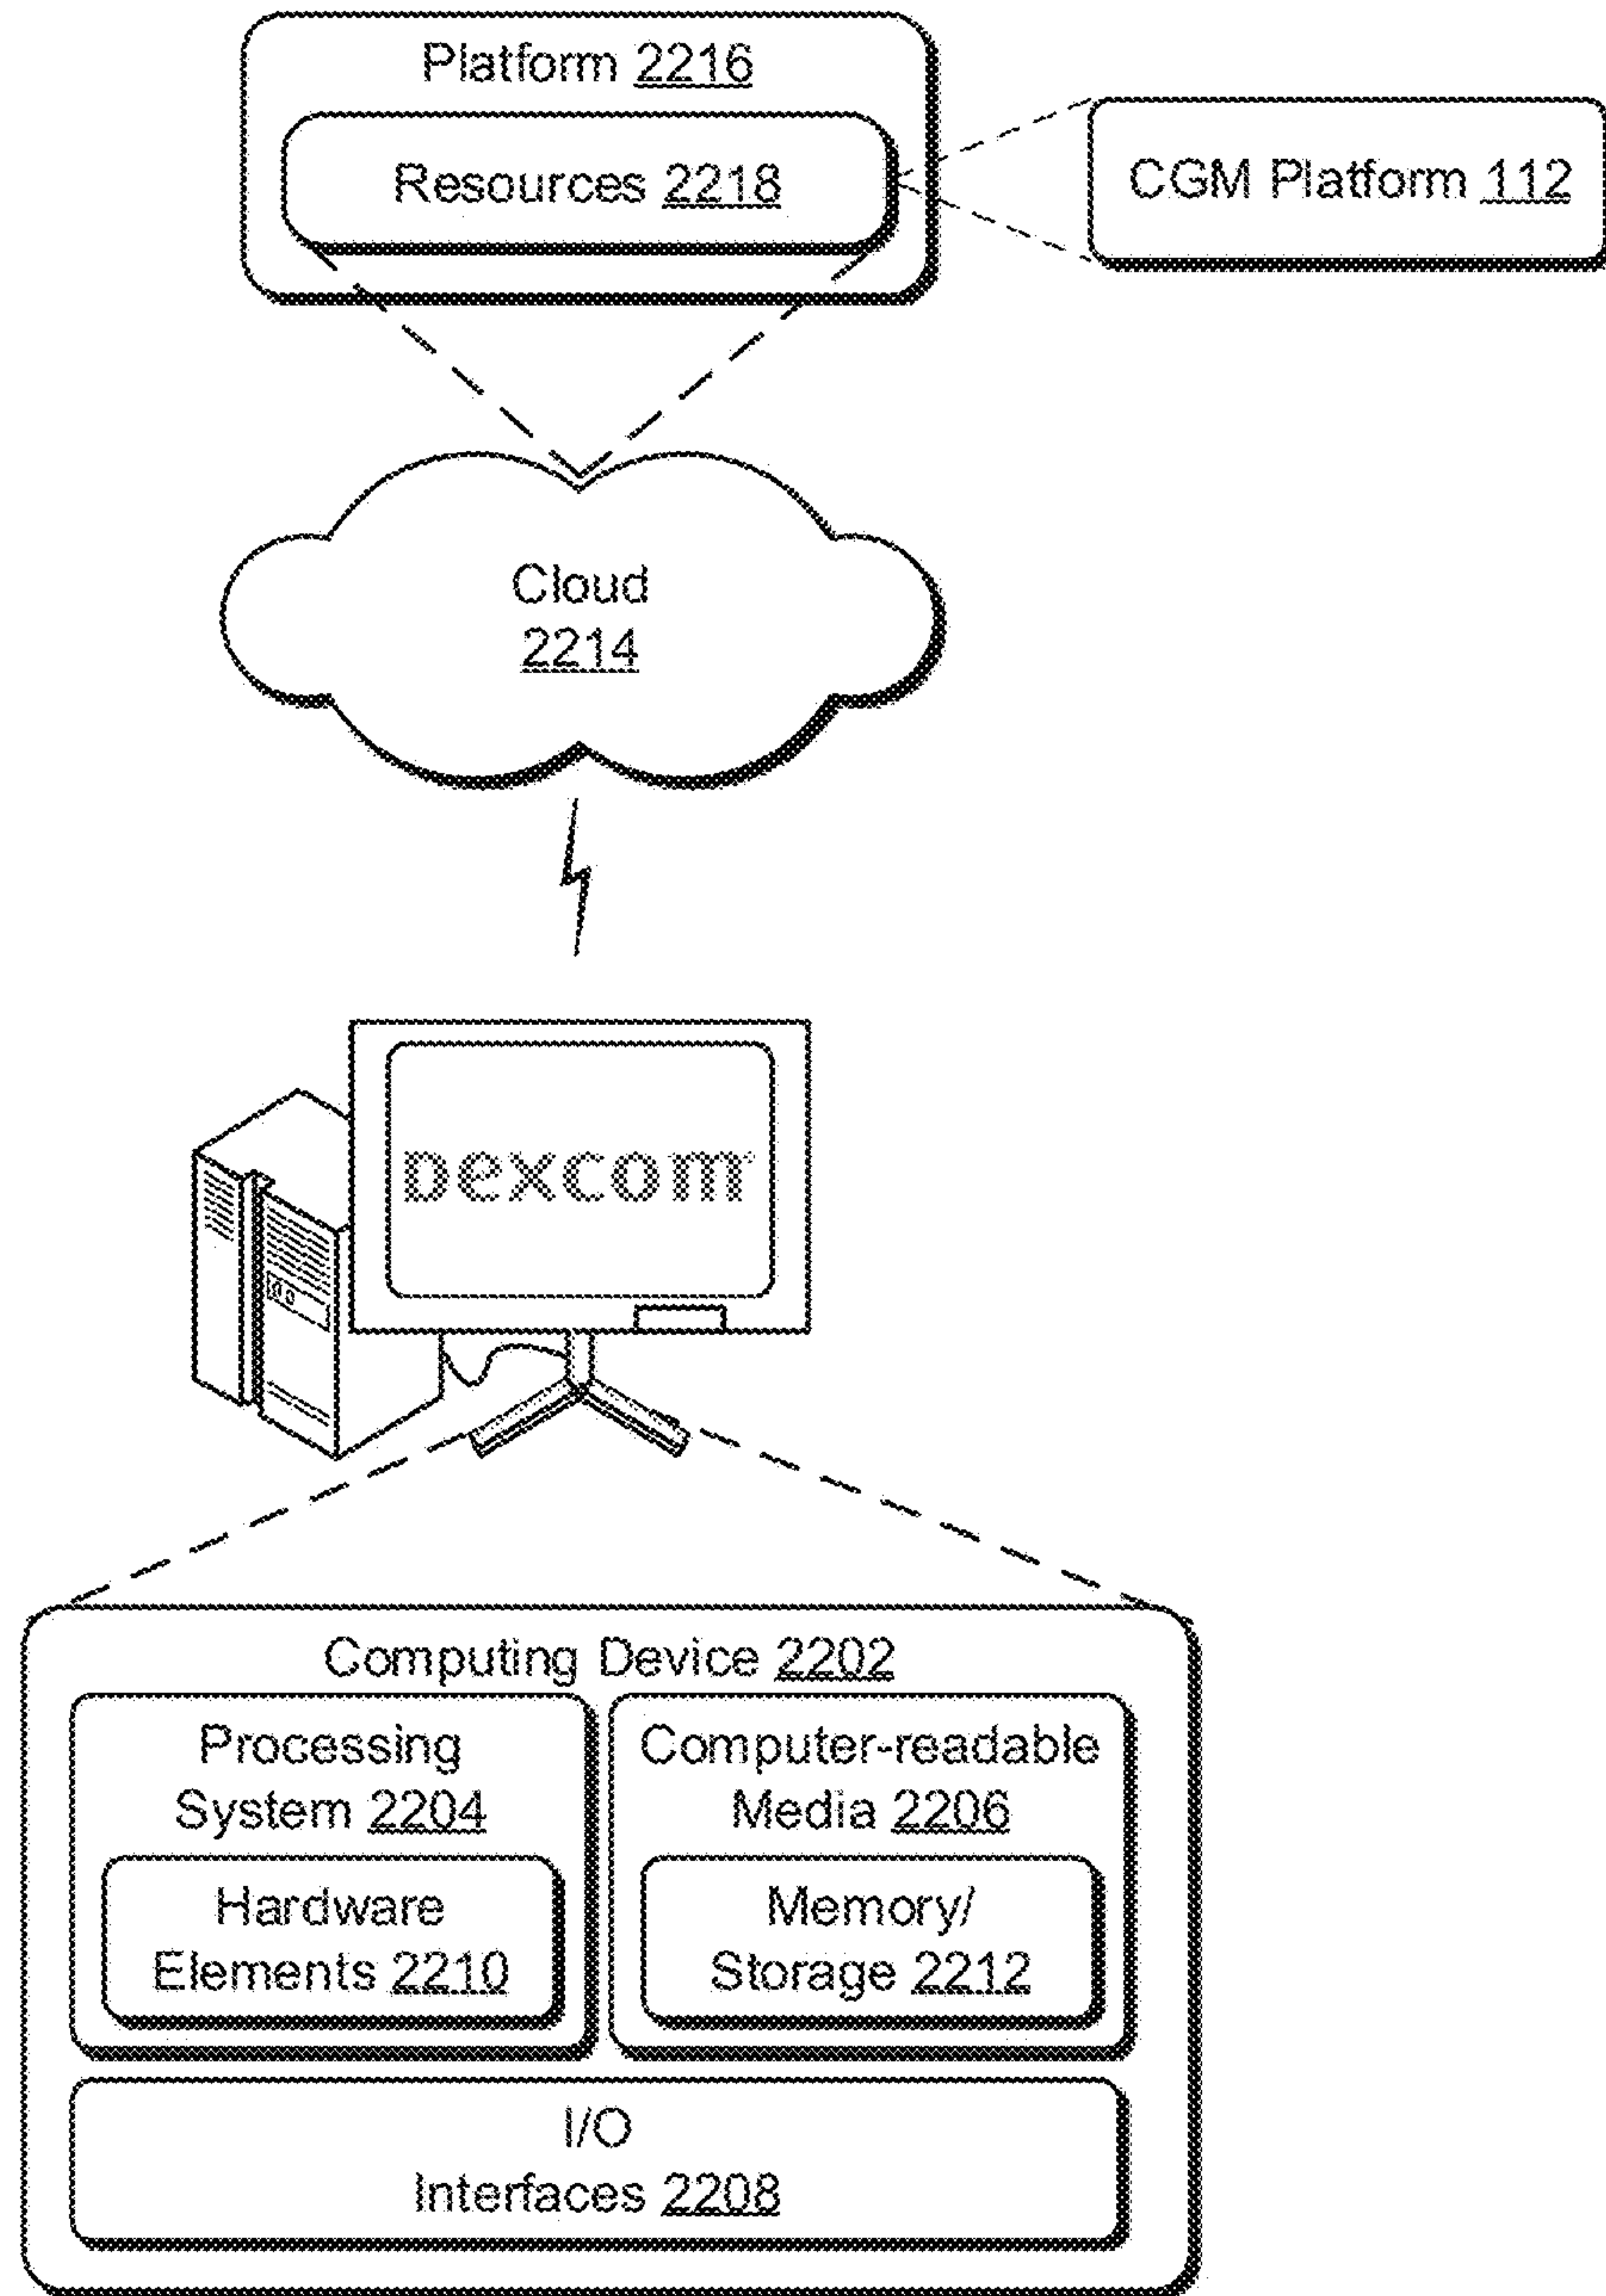 Platform 2216
Resources 2218
CGM Platform 112
Cloud
2214
Dexcom
Computing Device 2202
Processing
System 2204
Hardware
Elements 2210
Computer-readable
Media 2206
Memory/
Storage 2212
I/O
Interfaces 2208